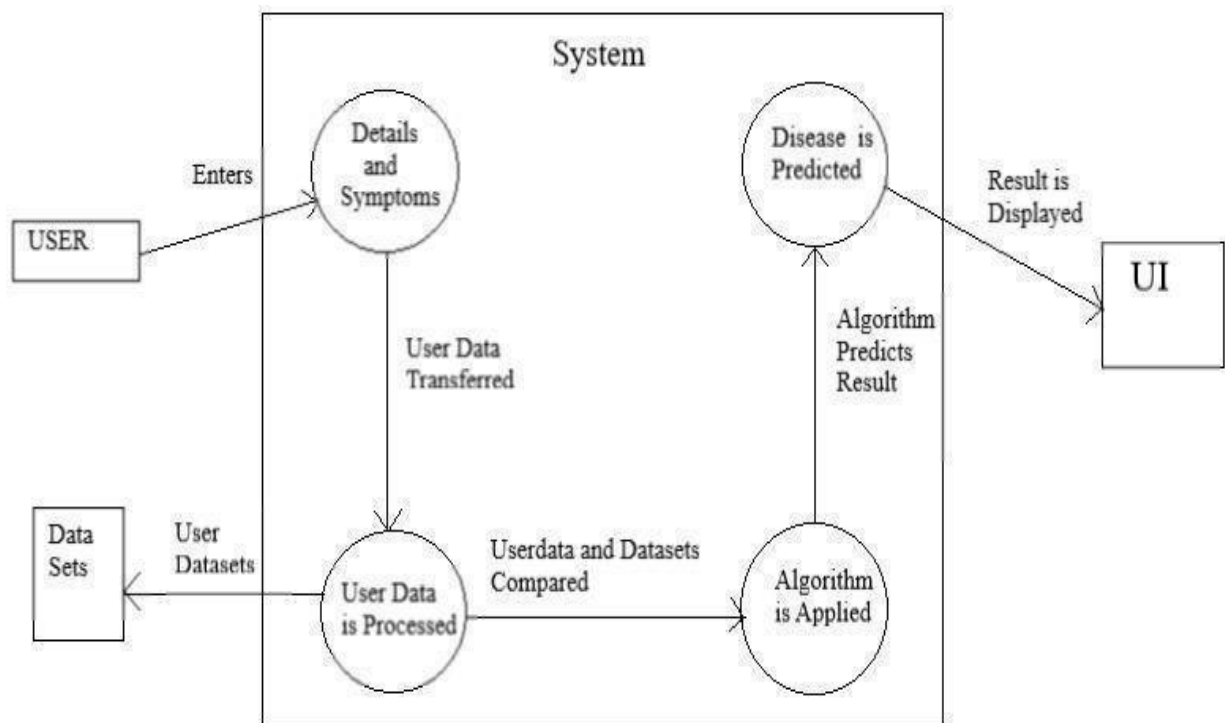 System
Details
and
Symptoms
Disease is
Predicted
Enters
Result is
Displayed
USER
UI
User Data
Transferred
Algorithm
Predicts
Result
Data
Sets
User
Datasets
Userdata and Datasets
Compared
User Data
is Processed
Algorithm
is Applied